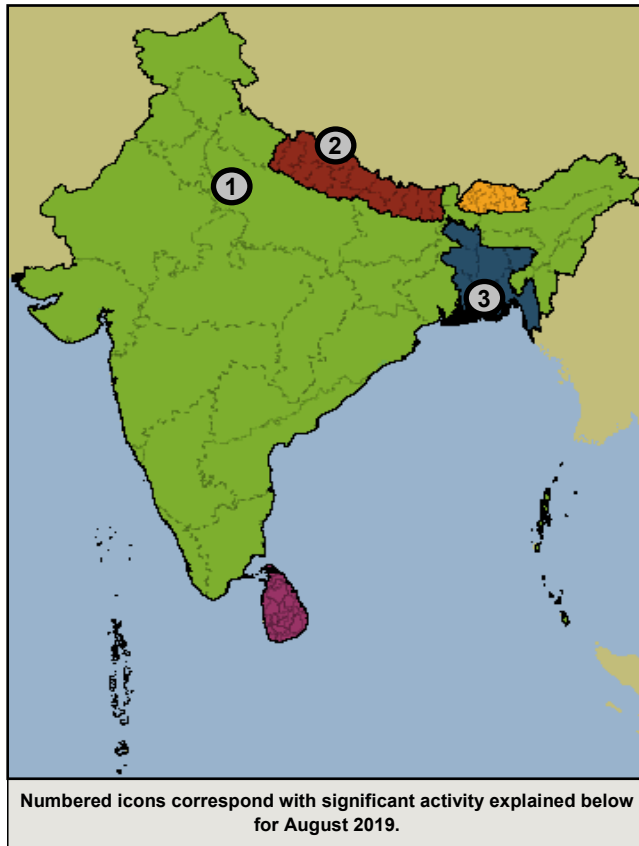 2
1
3
Numbered icons correspond with significant activity explained below
for August 2019.